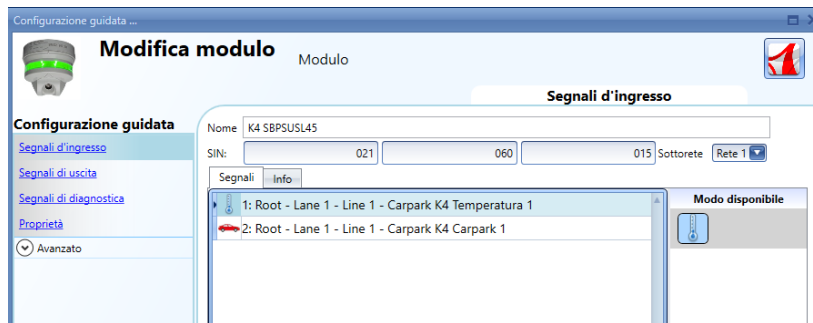 Configurazione guidata ...
Modifica modulo
Modulo
Segnali d'ingresso
Configurazione guidata
Segnali d'ingresso
Segnali di uscita
Segnali di diagnostica
Proprietà
Avanzato
Nome K4 SBPSUSL45
SIN: 021 060 015 Sottorete Rete 1
Segnali Info
1: Root - Lane 1 - Line 1 - Carpark K4 Temperatura 1
2: Root - Lane 1 - Line 1 - Carpark K4 Carpark 1
Modo disponibile